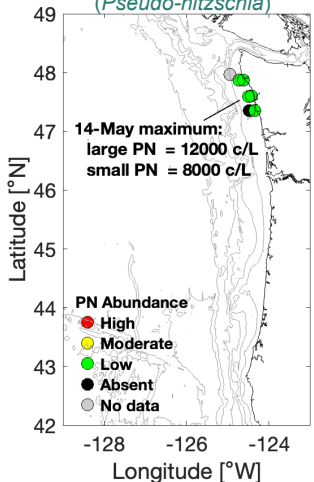 (Pseudo-nitzschia)
49
48
47
46
45
44
43
42
Latitude [°N]
14-May maximum:
large PN = 12000 c/L
small PN = 8000 c/L
PN Abundance
High
Moderate
Low
Absent
No data
-128
-126
-124
Longitude [°W]